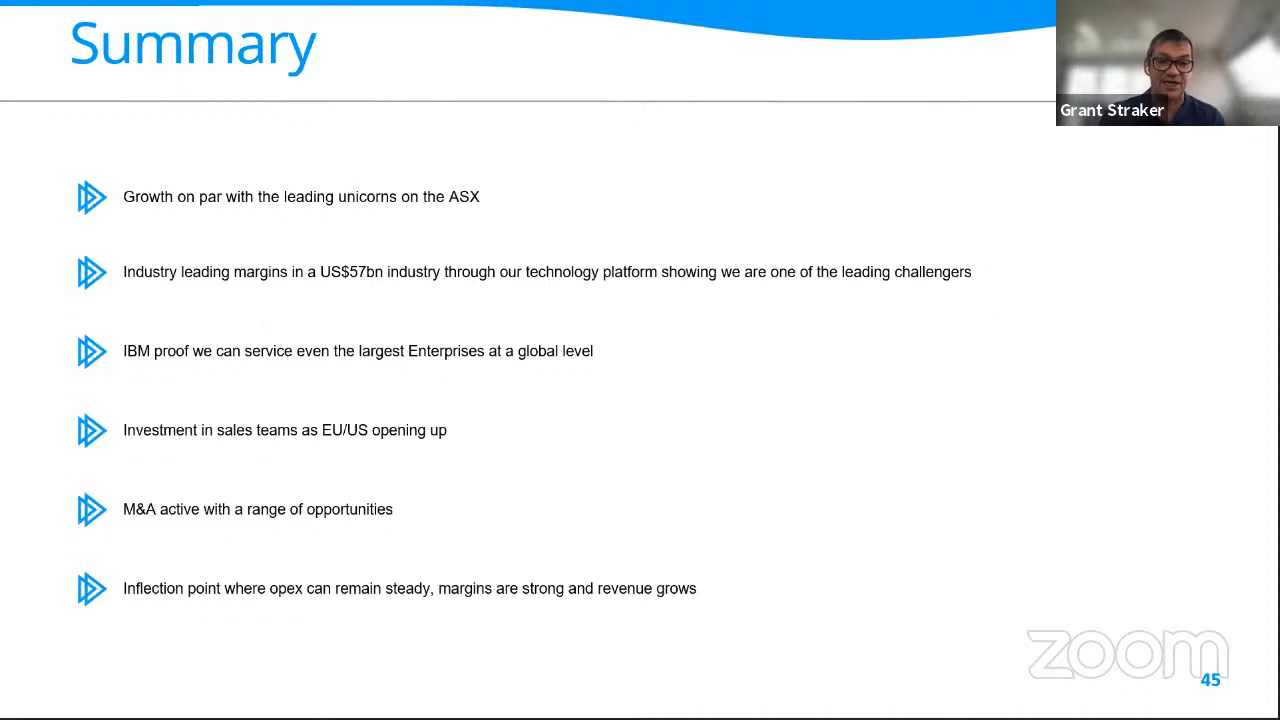 Summary
Grant Straker
Growth on par with the leading unicorns on the ASX
Industry leading margins in a US$57bn industry through our technology platform showing we are one of the leading challengers
IBM proof we can service even the largest Enterprises at a global level
Investment in sales teams as EU/US opening up
M&A active with a range of opportunities
Inflection point where opex can remain steady, margins are strong and revenue grows
zoom
45